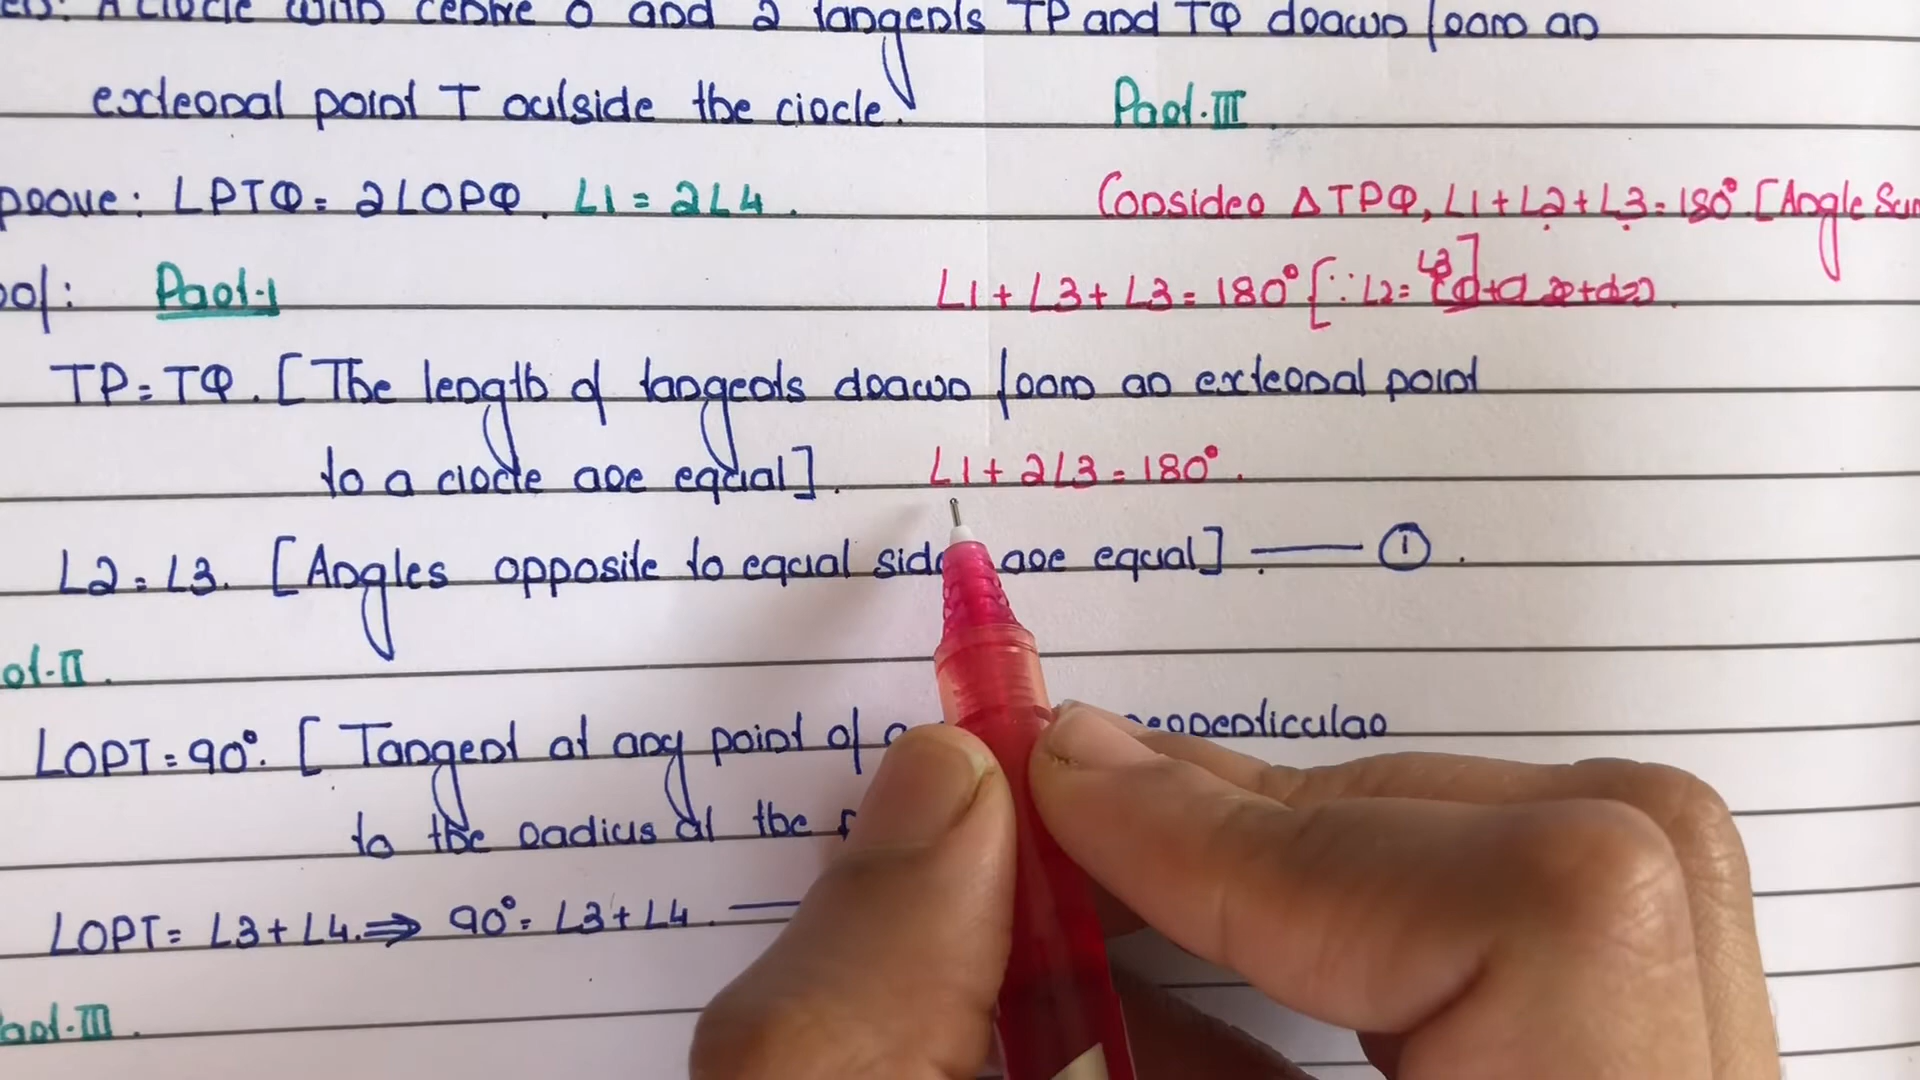 A circle with centre O and 2 tangents TP and TQ drawn from an
external point T outside the circle.
Part.III
prove: ∠PTQ = 2∠OPQ. ∠1 = 2∠4.
Consider ΔTPQ, ∠1+∠2+∠3=180° [Angle Sum
Part-I
∠1+∠3+∠3=180° [∵∠2=∠3]
TP=TQ. [The length of tangents drawn from an external point
to a circle are equal].
∠1+2∠3=180°.
∠2=∠3. [Angles opposite to equal are equal] — ①.
II.
∠OPT=90°. [Tangent at any point of perpendicular
to the radius at the
∠OPT=∠3+∠4.⇒ 90°=∠3+∠4. —
Part-III.